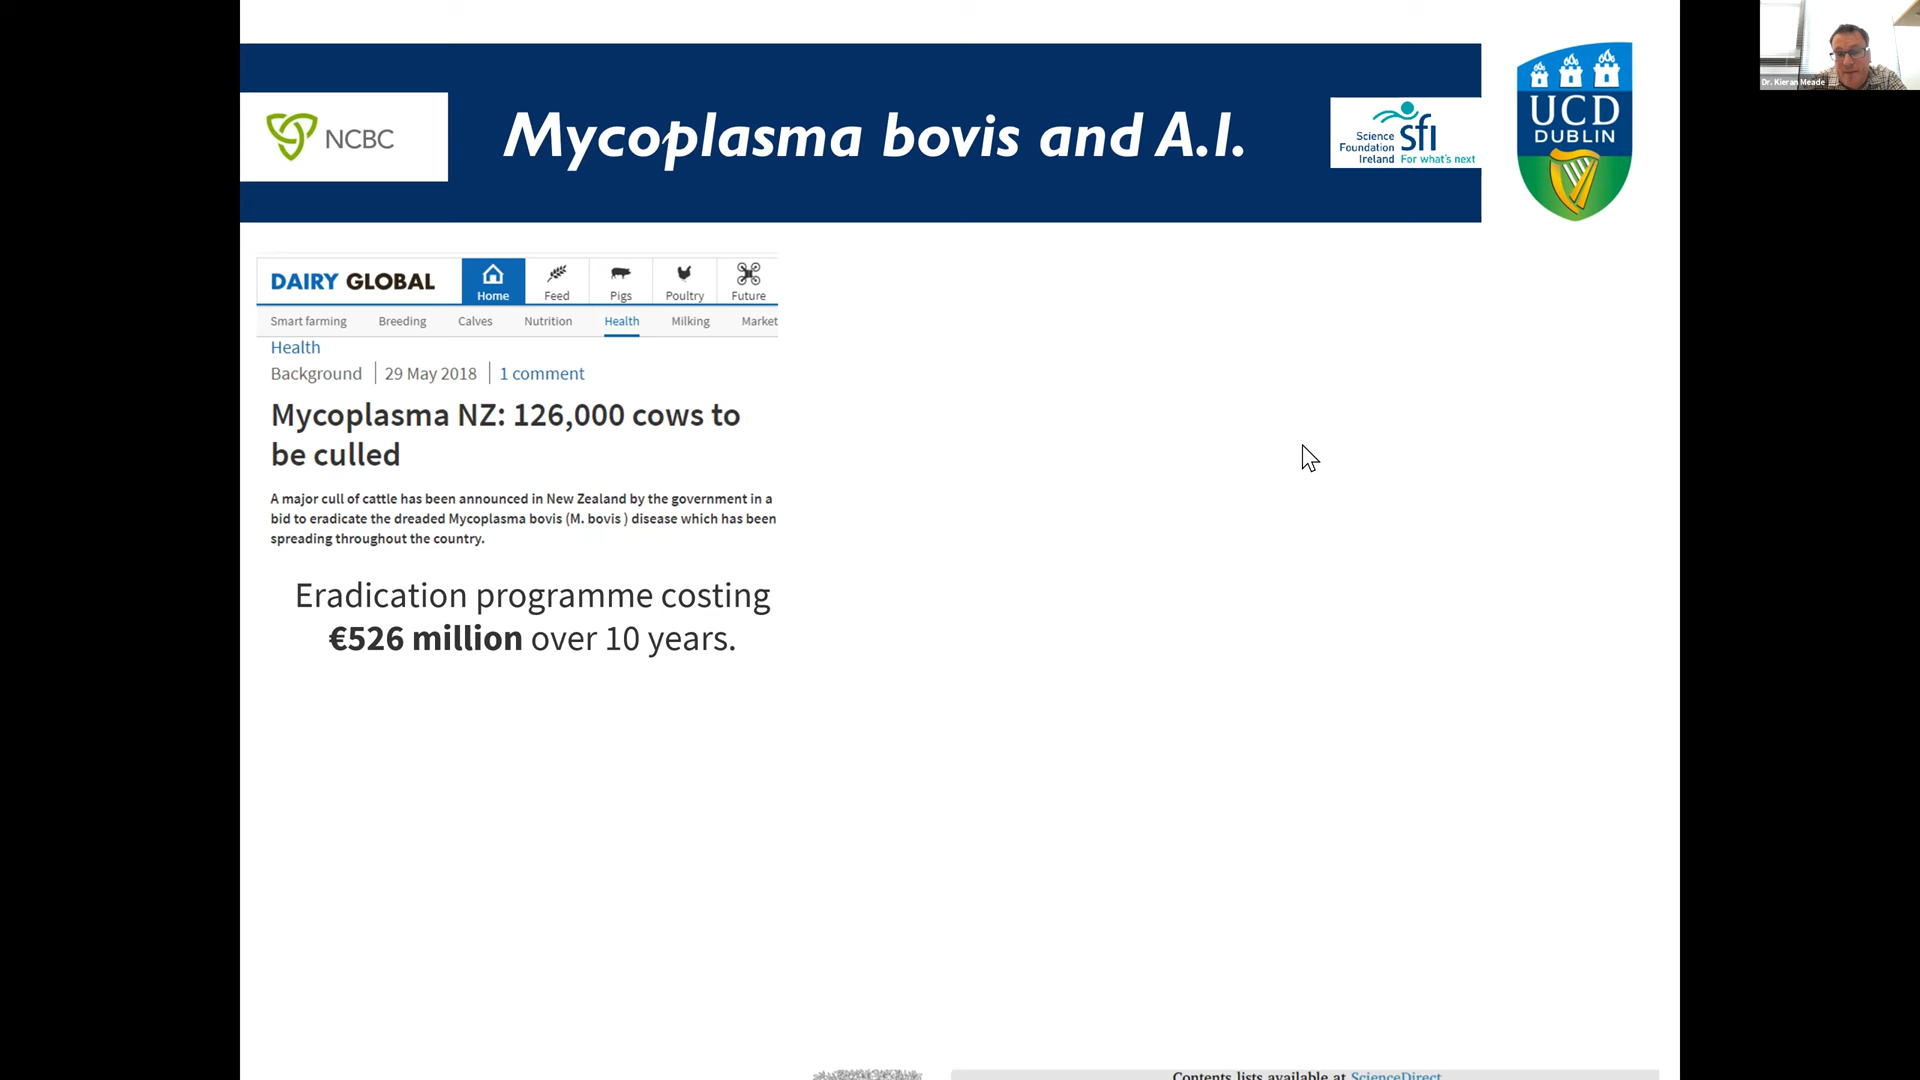 NCBC
Mycoplasma bovis and A.I.
Science
Foundation
Ireland
sfi
For what's next
UCD
DUBLIN
Dr. Kieran Meade
DAIRY GLOBAL
Home
Feed
Pigs
Poultry
Future
Smart farming
Breeding
Calves
Nutrition
Health
Milking
Market
Health
Background
29 May 2018
1 comment
Mycoplasma NZ: 126,000 cows to
be culled
A major cull of cattle has been announced in New Zealand by the government in a
bid to eradicate the dreaded Mycoplasma bovis (M. bovis ) disease which has been
spreading throughout the country.
Eradication programme costing
€526 million over 10 years.
Contents lists available at ScienceDirect